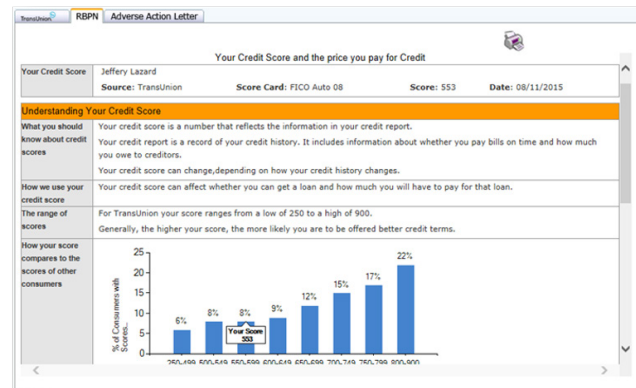 TransUnion RBPN Adverse Action Letter
Your Credit Score and the price you pay for Credit
Your Credit Score
Jeffery Lazard
Source: TransUnion Score Card: FICO Auto 08 Score: 553 Date: 08/11/2015
Understanding Your Credit Score
What you should
know about credit
scores
Your credit score is a number that reflects the information in your credit report.
Your credit report is a record of your credit history. It includes information about whether you pay bills on time and how much
you owe to creditors.
Your credit score can change,depending on how your credit history changes.
How we use your
credit score
Your credit score can affect whether you can get a loan and how much you will have to pay for that loan.
The range of
scores
For TransUnion your score ranges from a low of 250 to a high of 900.
Generally, the higher your score, the more likely you are to be offered better credit terms.
How your score
compares to the
scores of other
consumers
% of Consumers with
Scores..
25
20
15
10
5
0
6%
8%
8%
9%
12%
15%
17%
22%
Your Score
553
250-499 500-549 550-599 600-649 650-699 700-749 750-799 800-900